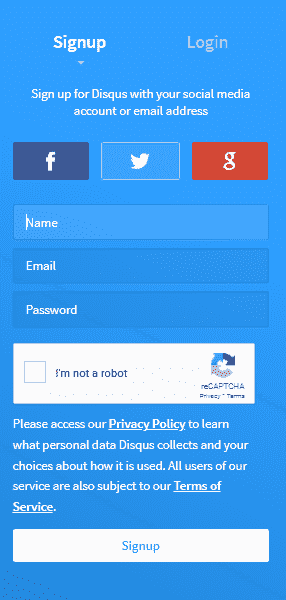 Signup Login
Sign up for Disqus with your social media
account or email address
f g
Name
Email
Password
I'm not a robot
reCAPTCHA
Privacy - Terms
Please access our Privacy Policy to learn
what personal data Disqus collects and your
choices about how it is used. All users of our
service are also subject to our Terms of
Service.
Signup